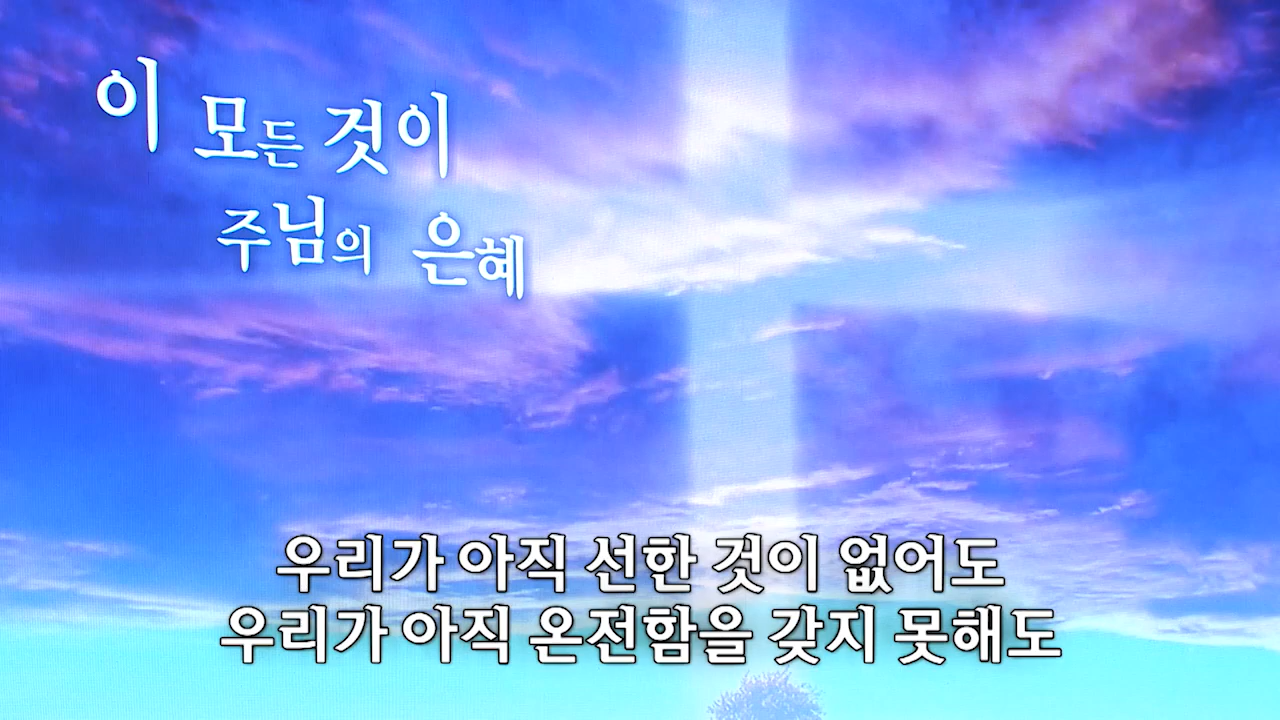 이 모든 것이
주님의 은혜
우리가 아직 선한 것이 없어도
우리가 아직 온전함을 갖지 못해도